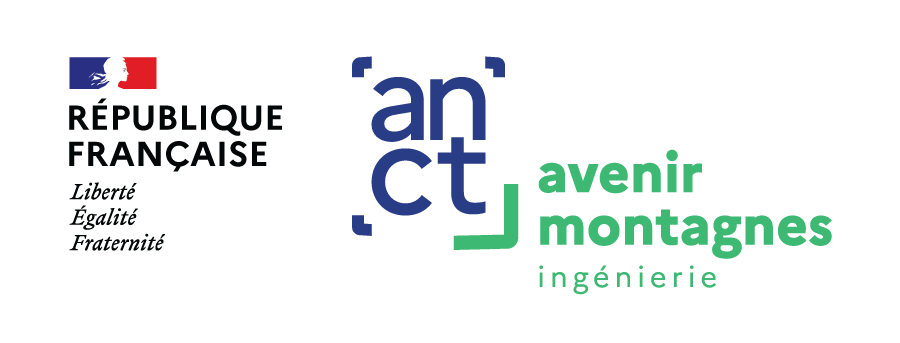 RÉPUBLIQUE
FRANÇAISE
Liberté
Égalité
Fraternité
an
ct
avenir
montagnes
ingénierie